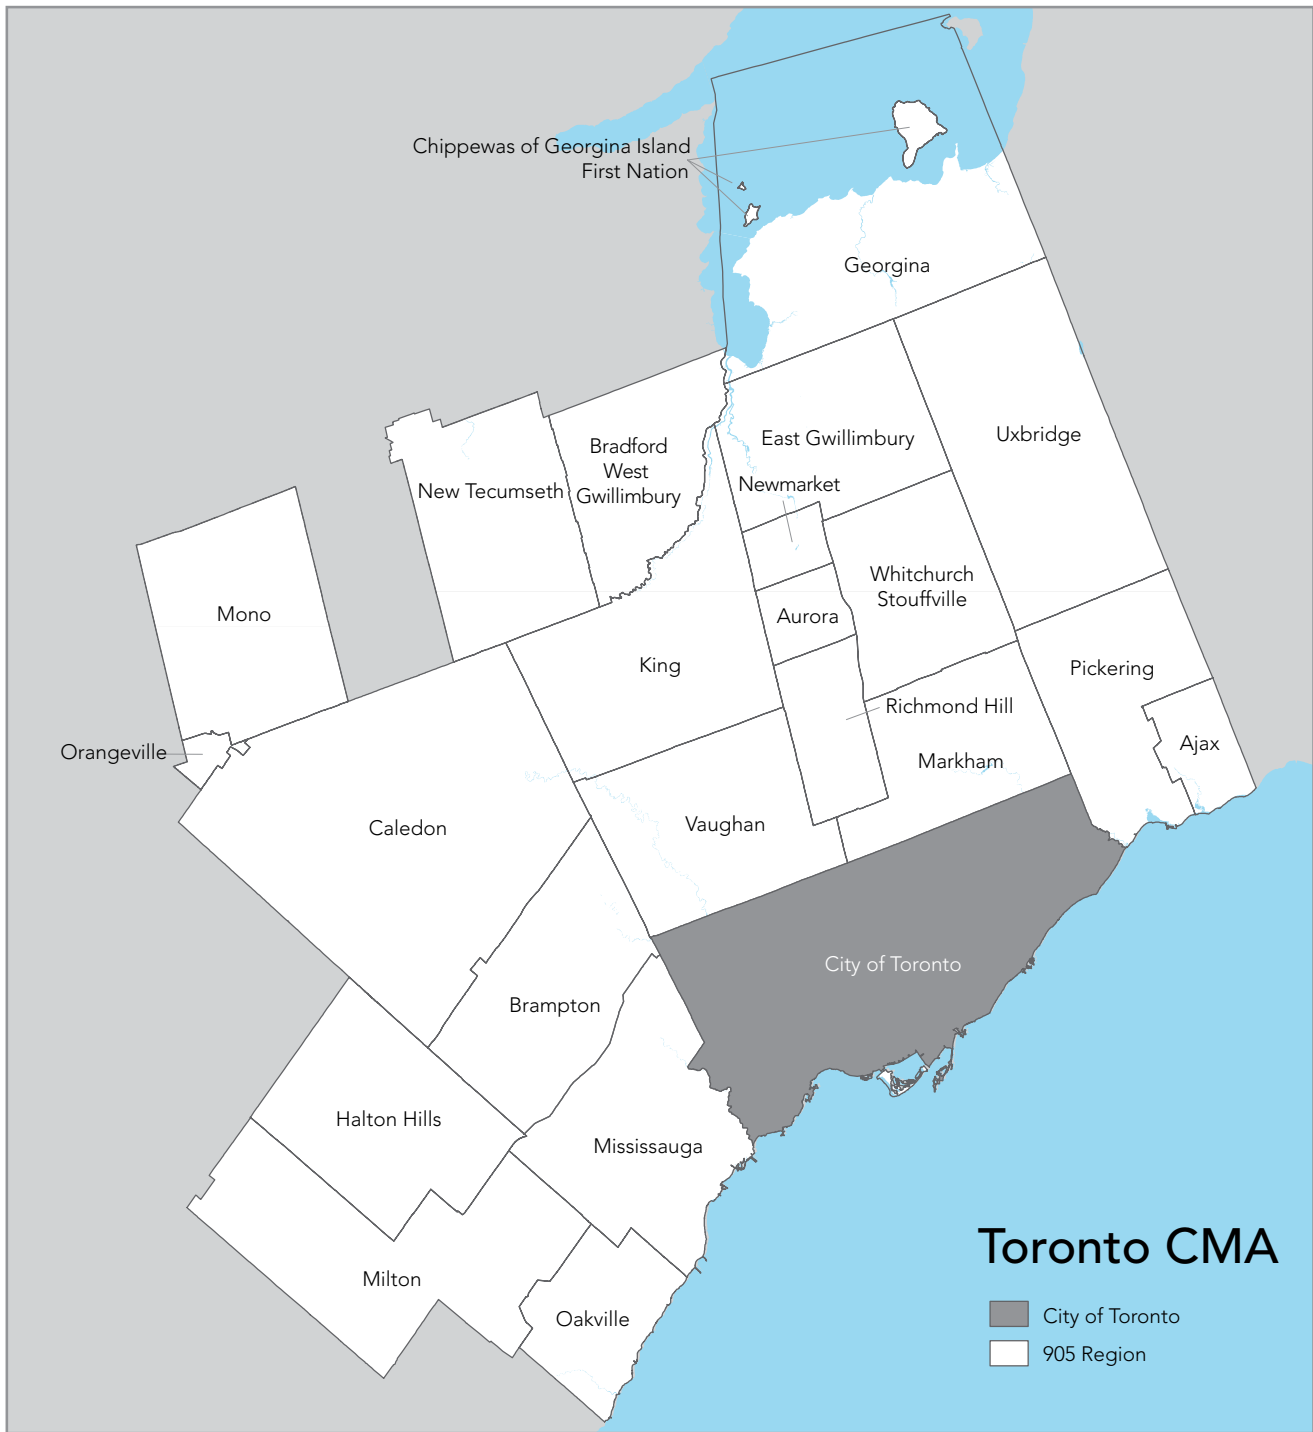 Chippewas of Georgina Island
First Nation
Georgina
East Gwillimbury
Uxbridge
Bradford
West
Gwillimbury
New Tecumseth
Newmarket
Whitchurch
Stouffville
Mono
Aurora
King
Pickering
Richmond Hill
Ajax
Orangeville
Markham
Caledon
Vaughan
City of Toronto
Brampton
Halton Hills
Mississauga
Milton
Oakville
Toronto CMA
City of Toronto
905 Region